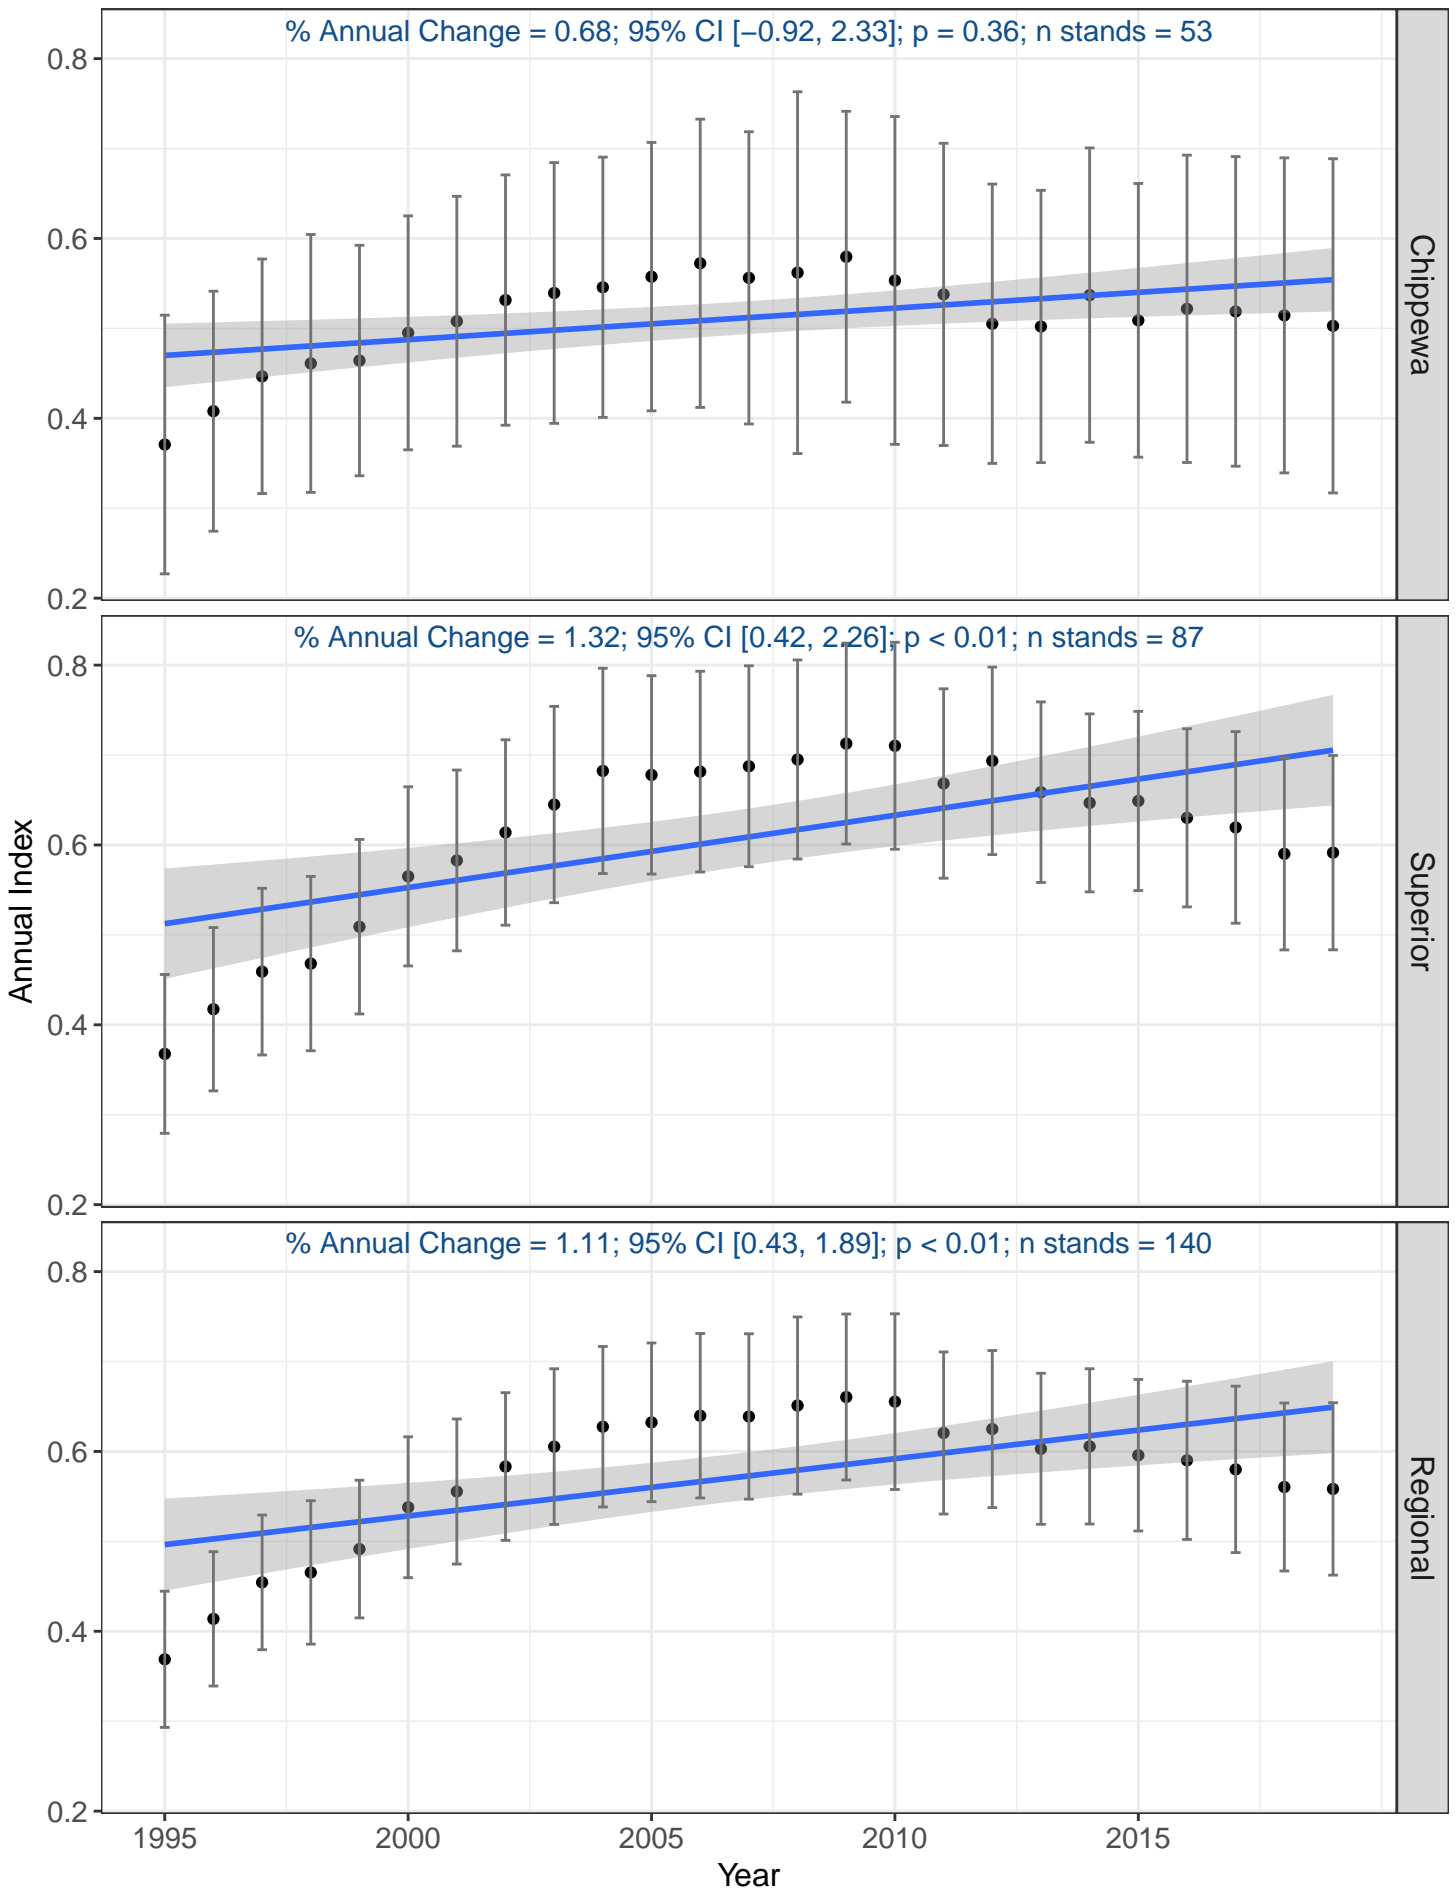 % Annual Change = 0.68; 95% CI [−0.92, 2.33]; p = 0.36; n stands = 53
0.8
0.6
0.4
0.2
Chippewa
% Annual Change = 1.32; 95% CI [0.42, 2.26]; p < 0.01; n stands = 87
0.8
0.6
0.4
0.2
Superior
Annual Index
% Annual Change = 1.11; 95% CI [0.43, 1.89]; p < 0.01; n stands = 140
0.8
0.6
0.4
0.2
Regional
1995 2000 2005 2010 2015
Year